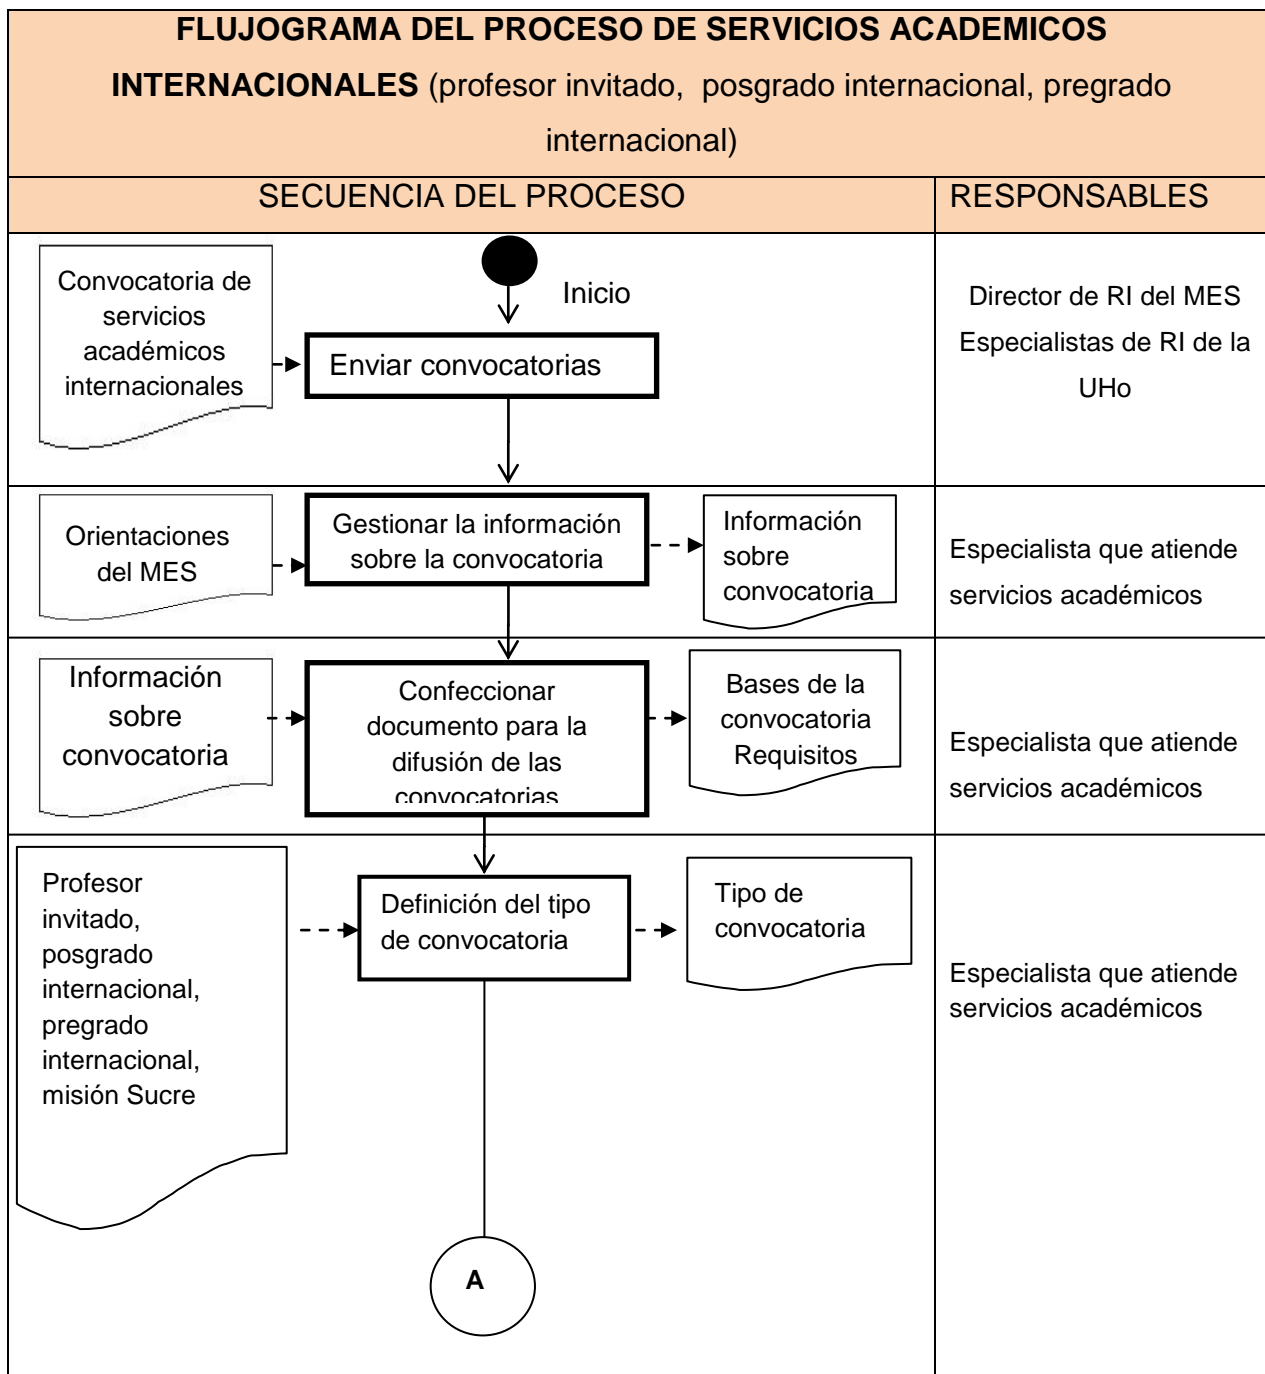 FLUJOGRAMA DEL PROCESO DE SERVICIOS ACADEMICOS
INTERNACIONALES (profesor invitado, posgrado internacional, pregrado
internacional)
SECUENCIA DEL PROCESO
RESPONSABLES
Convocatoria de
servicios
académicos
internacionales
Inicio
Enviar convocatorias
Director de RI del MES
Especialistas de RI de la
UHo
Orientaciones
del MES
Gestionar la información
sobre la convocatoria
Información
sobre
convocatoria
Especialista que atiende
servicios académicos
Información
sobre
convocatoria
Confeccionar
documento para la
difusión de las
convocatorias
Bases de la
convocatoria
Requisitos
Especialista que atiende
servicios académicos
Profesor
invitado,
posgrado
internacional,
pregrado
internacional,
misión Sucre
Definición del tipo
de convocatoria
Tipo de
convocatoria
Especialista que atiende
servicios académicos
A